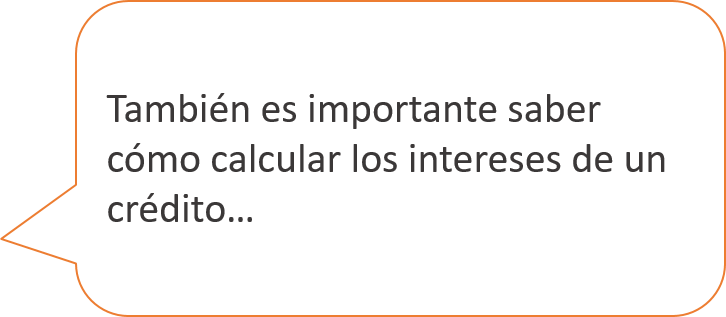 También es importante saber
cómo calcular los intereses de un
crédito...